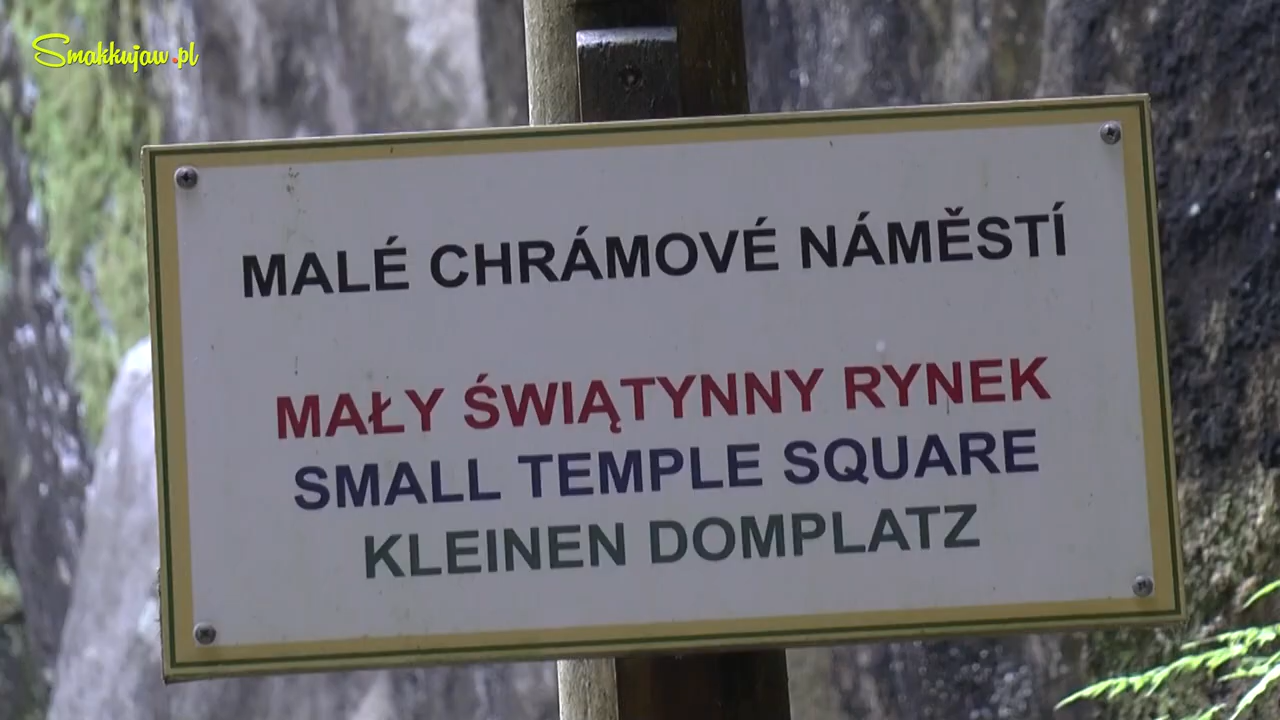 Smakkujaw.pl
MALÉ CHRÁMOVÉ NÁMĚSTÍ
MAŁY ŚWIĄTYNNY RYNEK
SMALL TEMPLE SQUARE
KLEINEN DOMPLATZ